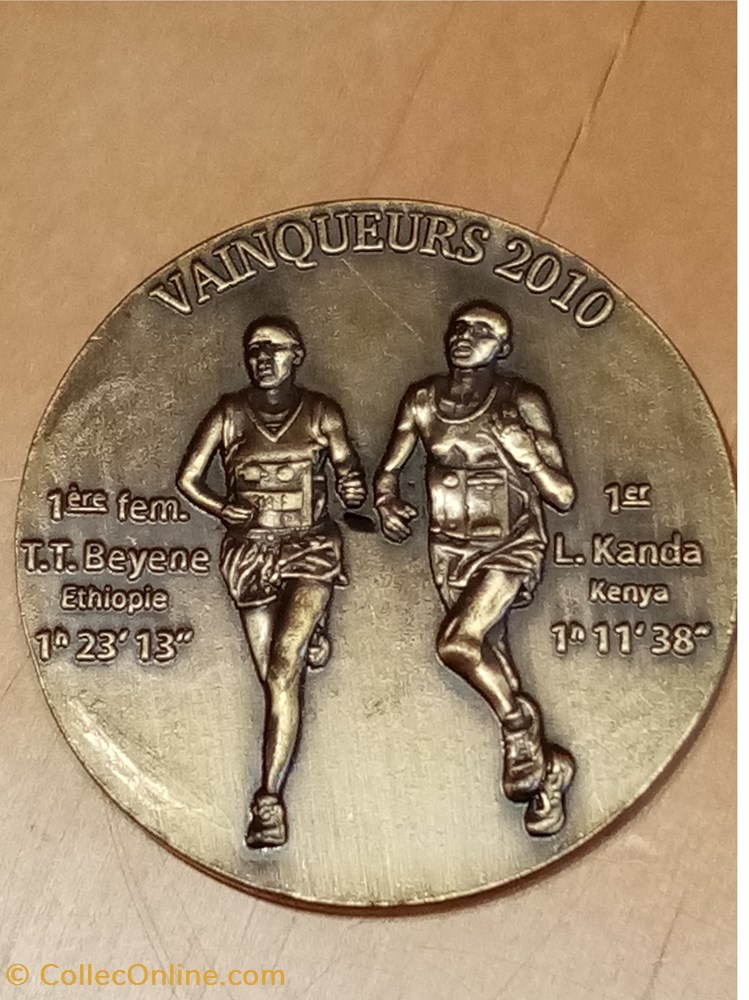 VAINQUEURS 2010
1ère fem.
T.T. Beyene
Ethiopie
1h 23' 13"
1er
L. Kanda
Kenya
1h 11' 38"
© CollecOnline.com